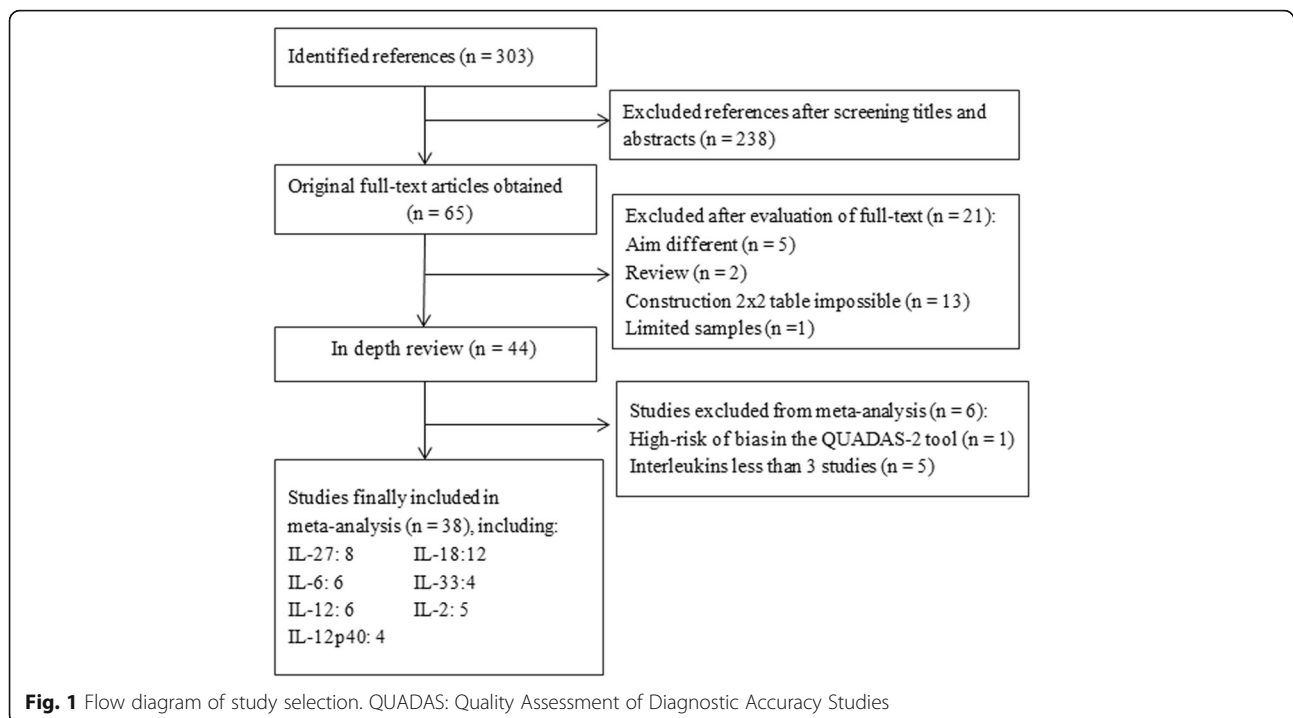 Identified references (n = 303)
Excluded references after screening titles and
abstracts (n = 238)
Original full-text articles obtained
(n = 65)
Excluded after evaluation of full-text (n = 21):
Aim different (n = 5)
Review (n = 2)
Construction 2x2 table impossible (n = 13)
Limited samples (n =1)
In depth review (n = 44)
Studies excluded from meta-analysis (n = 6):
High-risk of bias in the QUADAS-2 tool (n = 1)
Interleukins less than 3 studies (n = 5)
Studies finally included in
meta-analysis (n = 38), including:
IL-27: 8 IL-18:12
IL-6: 6 IL-33:4
IL-12: 6 IL-2: 5
IL-12p40: 4
Fig. 1 Flow diagram of study selection. QUADAS: Quality Assessment of Diagnostic Accuracy Studies